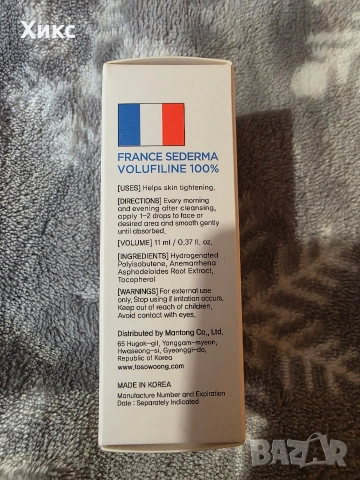 Хикс
FRANCE SEDERMA
VOLUFILINE 100%
[USES] Helps skin tightening.
[DIRECTIONS] Every morning
and evening after cleansing,
apply 1-2 drops to face or
desired area and smooth gently
until absorbed.
[VOLUME] 11 ml / 0.37 fl. oz.
[INGREDIENTS] Hydrogenated
Polyisobutene, Anemarrhena
Asphodeloides Root Extract,
Tocopherol
[WARNINGS] For external use
only, Stop using if irritation occurs.
Keep out of reach of children.
Avoid contact with eyes.
Distributed by Mantong Co., Ltd.
65 Hugok-gil, Yanggam-myeon,
Hwaseong-si, Gyeonggi-do,
Republic of Korea
www.tosowoong.com
MADE IN KOREA
Manufacture Number and Expiration
Date : Separately Indicated
BAZAR